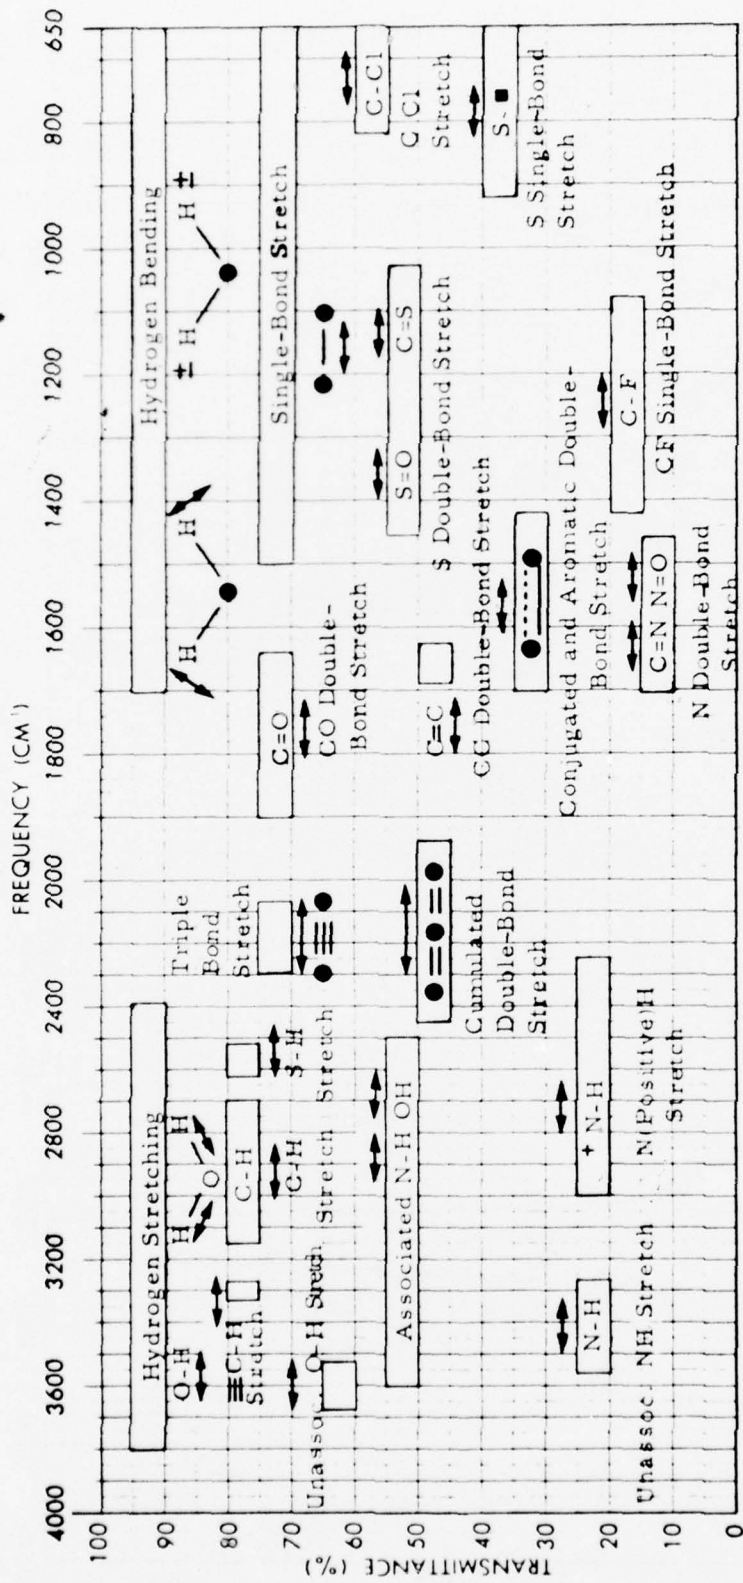 FREQUENCY (CM⁻¹)
4000 3600 3200 2800 2400 2000 1800 1600 1400 1200 1000 800 650
TRANSMITTANCE (%)
100
90
80
70
60
50
40
30
20
10
0
Hydrogen Stretching
O-H
H O H
≡C-H
Stretch
C-H
C-H
Stretch
S-H
Stretch
Unassoc. O-H Stretch
Associated N-H OH
N-H
Unassoc. NH Stretch
+ N-H
N(Positive)H
Stretch
Triple
Bond
Stretch
Cumulated
Double-Bond
Stretch
Hydrogen Bending
H H
± H H ±
C=O
CO Double-
Bond Stretch
Single-Bond Stretch
C=C
CC Double-Bond Stretch
S=O C=S
S Double-Bond Stretch
Conjugated and Aromatic Double-
Bond Stretch
C=N N=O
N Double-Bond
Stretch
C-F
CF Single-Bond Stretch
C-Cl
C Cl
Stretch
S-■
S Single-Bond
Stretch